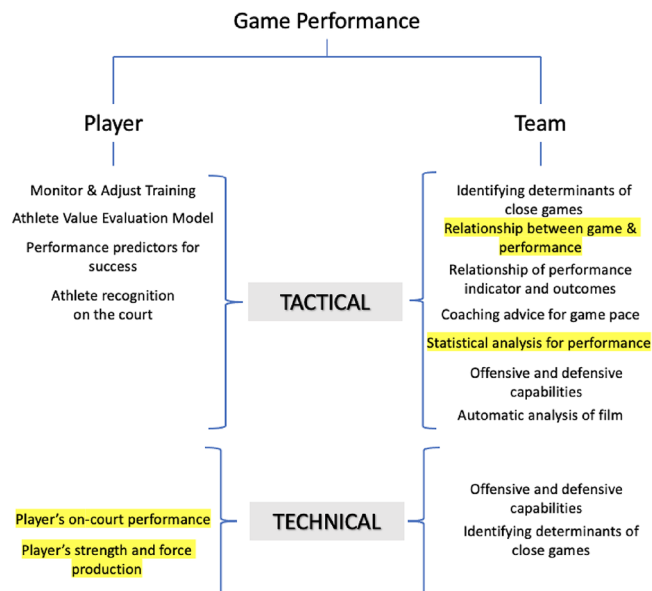 Game Performance
Player
Team
Monitor & Adjust Training
Athlete Value Evaluation Model
Performance predictors for
success
Athlete recognition
on the court
TACTICAL
Identifying determinants of
close games
Relationship between game &
performance
Relationship of performance
indicator and outcomes
Coaching advice for game pace
Statistical analysis for performance
Offensive and defensive
capabilities
Automatic analysis of film
Player's on-court performance
Player's strength and force
production
TECHNICAL
Offensive and defensive
capabilities
Identifying determinants of
close games